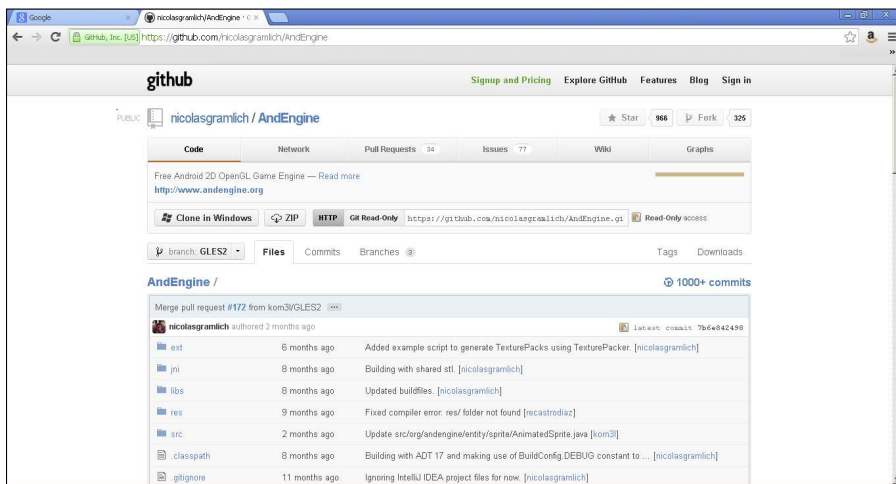 Google
nicolasgramlich/AndEngine · G
GitHub, Inc. [US] https://github.com/nicolasgramlich/AndEngine
github
Signup and Pricing Explore GitHub Features Blog Sign in
PUBLIC nicolasgramlich / AndEngine
Star 966 Fork 325
Code Network Pull Requests 34 Issues 77 Wiki Graphs
Free Android 2D OpenGL Game Engine — Read more
http://www.andengine.org
Clone in Windows ZIP HTTP Git Read-Only https://github.com/nicolasgramlich/AndEngine.gi Read-Only access
branch: GLES2 Files Commits Branches 3 Tags Downloads
AndEngine / 1000+ commits
Merge pull request #172 from kom3l/GLES2 ...
nicolasgramlich authored 2 months ago latest commit 7b6e842498
ext 6 months ago Added example script to generate TexturePacks using TexturePacker. [nicolasgramlich]
jni 8 months ago Building with shared stl. [nicolasgramlich]
libs 8 months ago Updated buildfiles. [nicolasgramlich]
res 9 months ago Fixed compiler error: res/ folder not found [recastrodiaz]
src 2 months ago Update src/org/andengine/entity/sprite/AnimatedSprite.java [kom3l]
.classpath 8 months ago Building with ADT 17 and making use of BuildConfig.DEBUG constant to ... [nicolasgramlich]
.gitignore 11 months ago Ignoring IntelliJ IDEA project files for now. [nicolasgramlich]